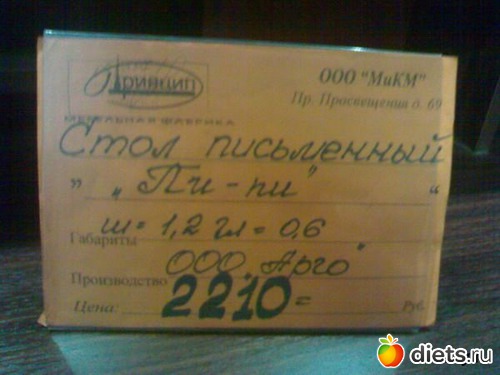 Принцип
МЕБЕЛЬНАЯ ФАБРИКА
ООО "МиКМ"
Пр. Просвещения д. 69
Стол письменный
" „Пи-пи" "
Габариты ш= 1,2 гл = 0,6
Производство ООО „Арго"
Цена: 2210= Руб.
diets.ru